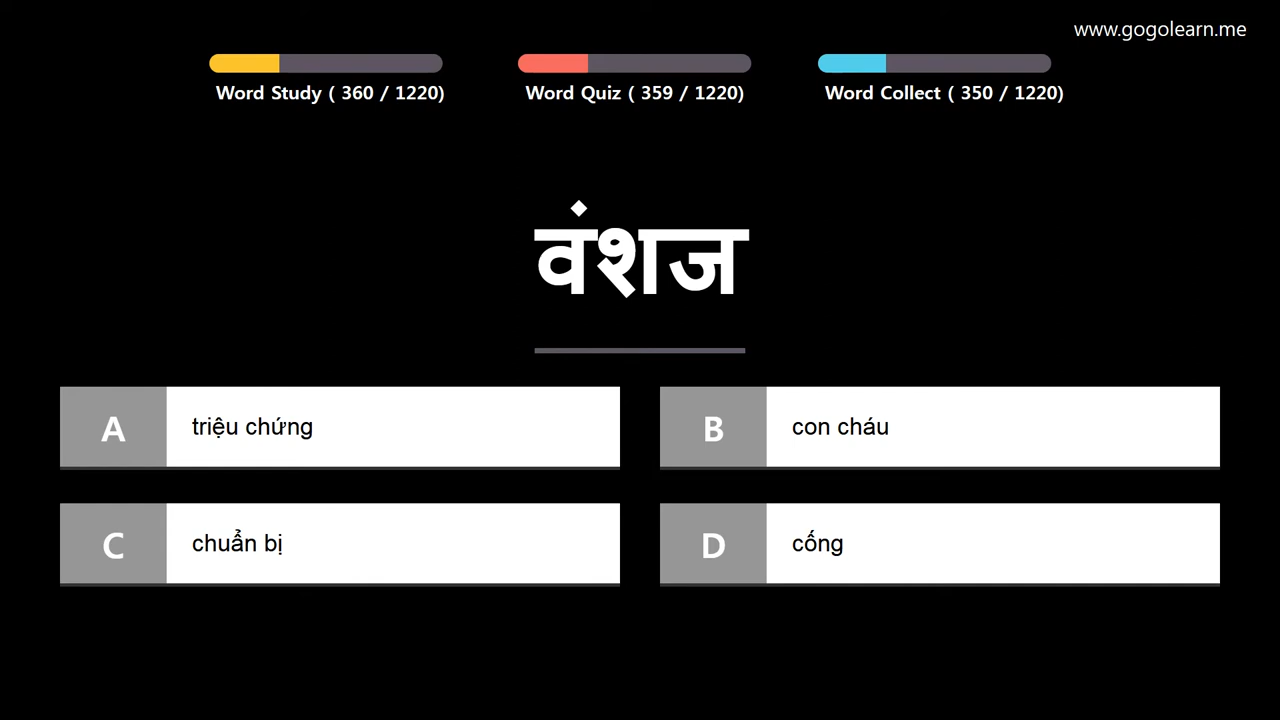 www.gogolearn.me
Word Study ( 360 / 1220)
Word Quiz ( 359 / 1220)
Word Collect ( 350 / 1220)
वंशज
A
triệu chứng
B
con cháu
C
chuẩn bị
D
cống